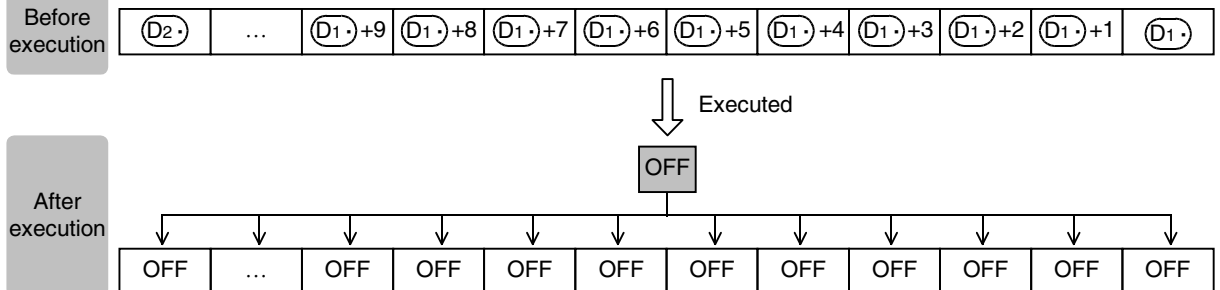 Before
execution
D2· … D1·+9 D1·+8 D1·+7 D1·+6 D1·+5 D1·+4 D1·+3 D1·+2 D1·+1 D1·
Executed
OFF
After
execution
OFF … OFF OFF OFF OFF OFF OFF OFF OFF OFF OFF